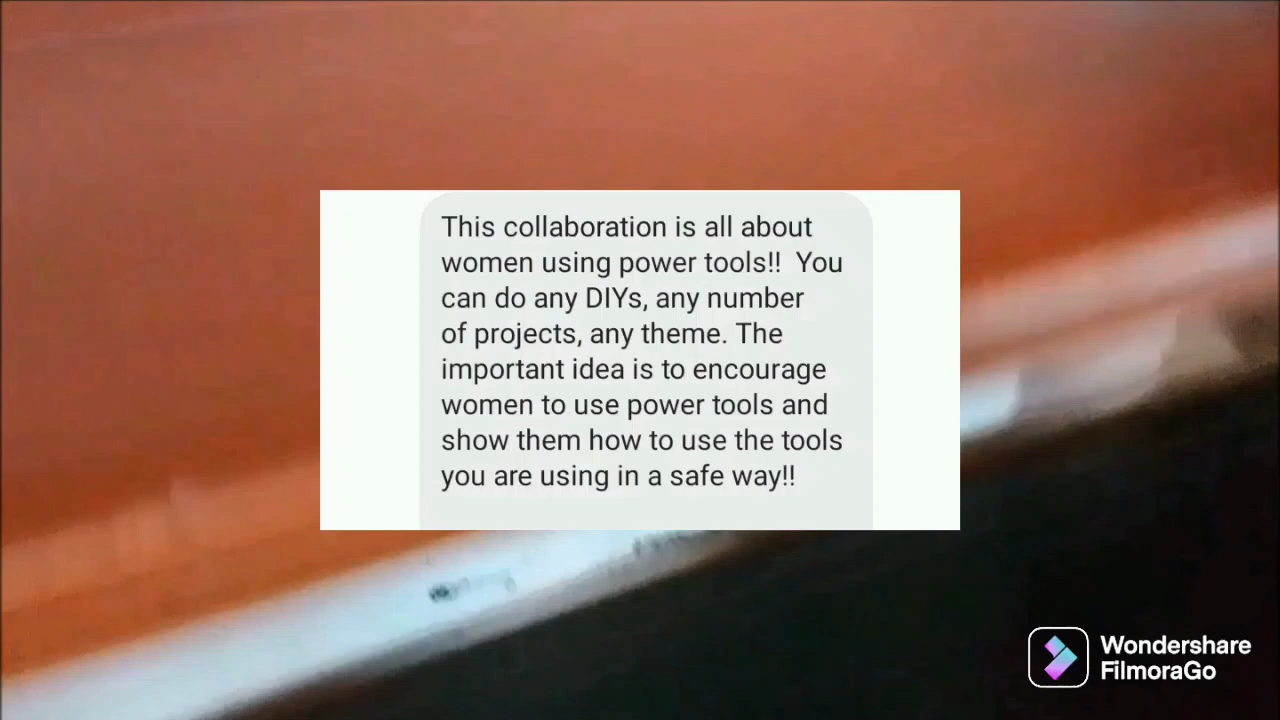 This collaboration is all about
women using power tools!!  You
can do any DIYs, any number
of projects, any theme. The
important idea is to encourage
women to use power tools and
show them how to use the tools
you are using in a safe way!!
Wondershare
FilmoraGo